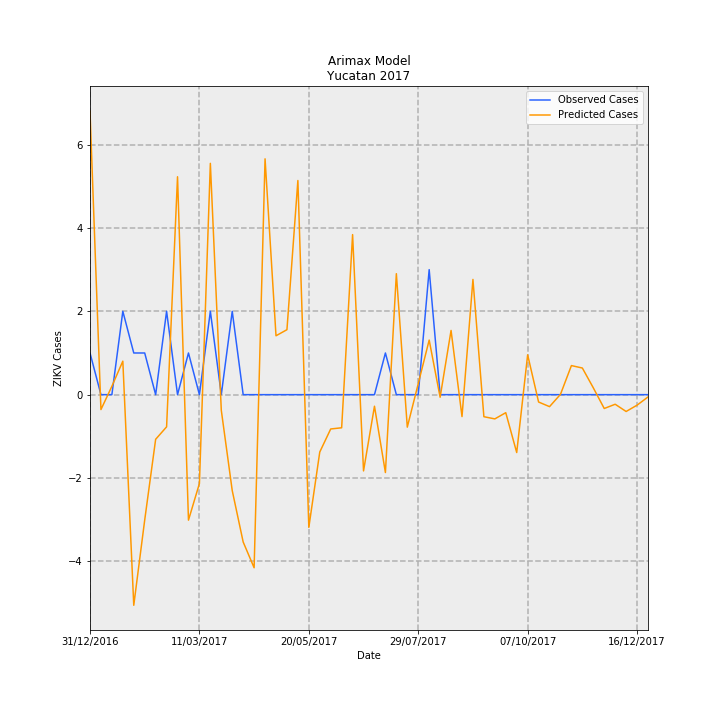 Arimax Model
Yucatan 2017
Observed Cases
Predicted Cases
ZIKV Cases
6
4
2
0
−2
−4
31/12/2016
11/03/2017
20/05/2017
29/07/2017
07/10/2017
16/12/2017
Date